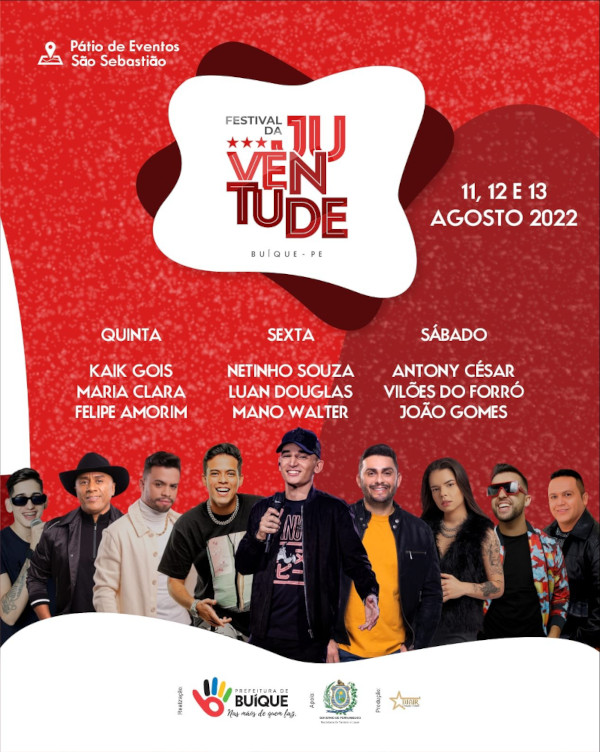 Pátio de Eventos
São Sebastião
FESTIVAL
DA
JU
VÊN
TUDE
BUÍQUE - PE
11, 12 E 13
AGOSTO 2022
QUINTA
KAIK GOIS
MARIA CLARA
FELIPE AMORIM
SEXTA
NETINHO SOUZA
LUAN DOUGLAS
MANO WALTER
SÁBADO
ANTONY CÉSAR
VILÕES DO FORRÓ
JOÃO GOMES
Realização
PREFEITURA DE
BUÍQUE
Nas mãos de quem faz.
Apoio
Produção